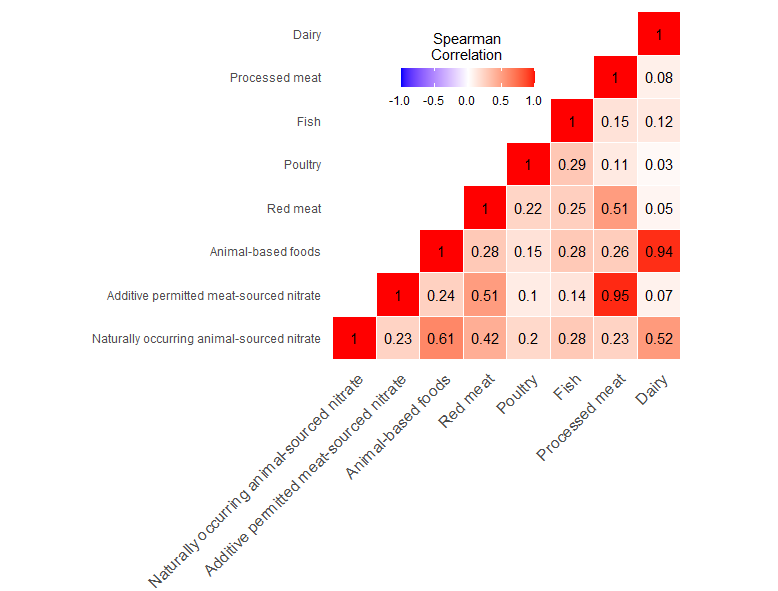 Dairy 1
Spearman
Correlation
-1.0 -0.5 0.0 0.5 1.0
Processed meat 1 0.08
Fish 1 0.15 0.12
Poultry 1 0.29 0.11 0.03
Red meat 1 0.22 0.25 0.51 0.05
Animal-based foods 1 0.28 0.15 0.28 0.26 0.94
Additive permitted meat-sourced nitrate 1 0.24 0.51 0.1 0.14 0.95 0.07
Naturally occurring animal-sourced nitrate 1 0.23 0.61 0.42 0.2 0.28 0.23 0.52
Naturally occurring animal-sourced nitrate
Additive permitted meat-sourced nitrate
Animal-based foods
Red meat
Poultry
Fish
Processed meat
Dairy